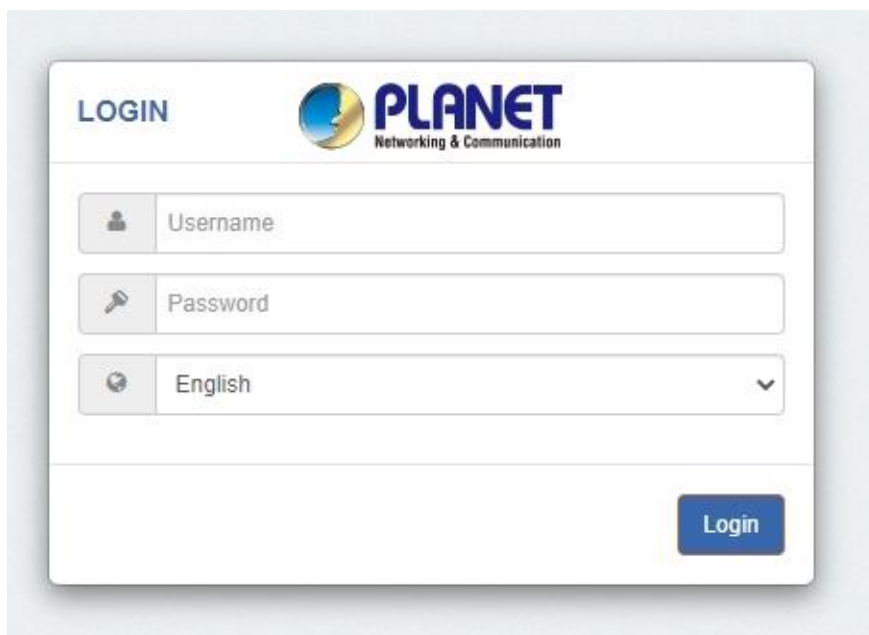 LOGIN
PLANET
Networking & Communication
Username
Password
English
Login